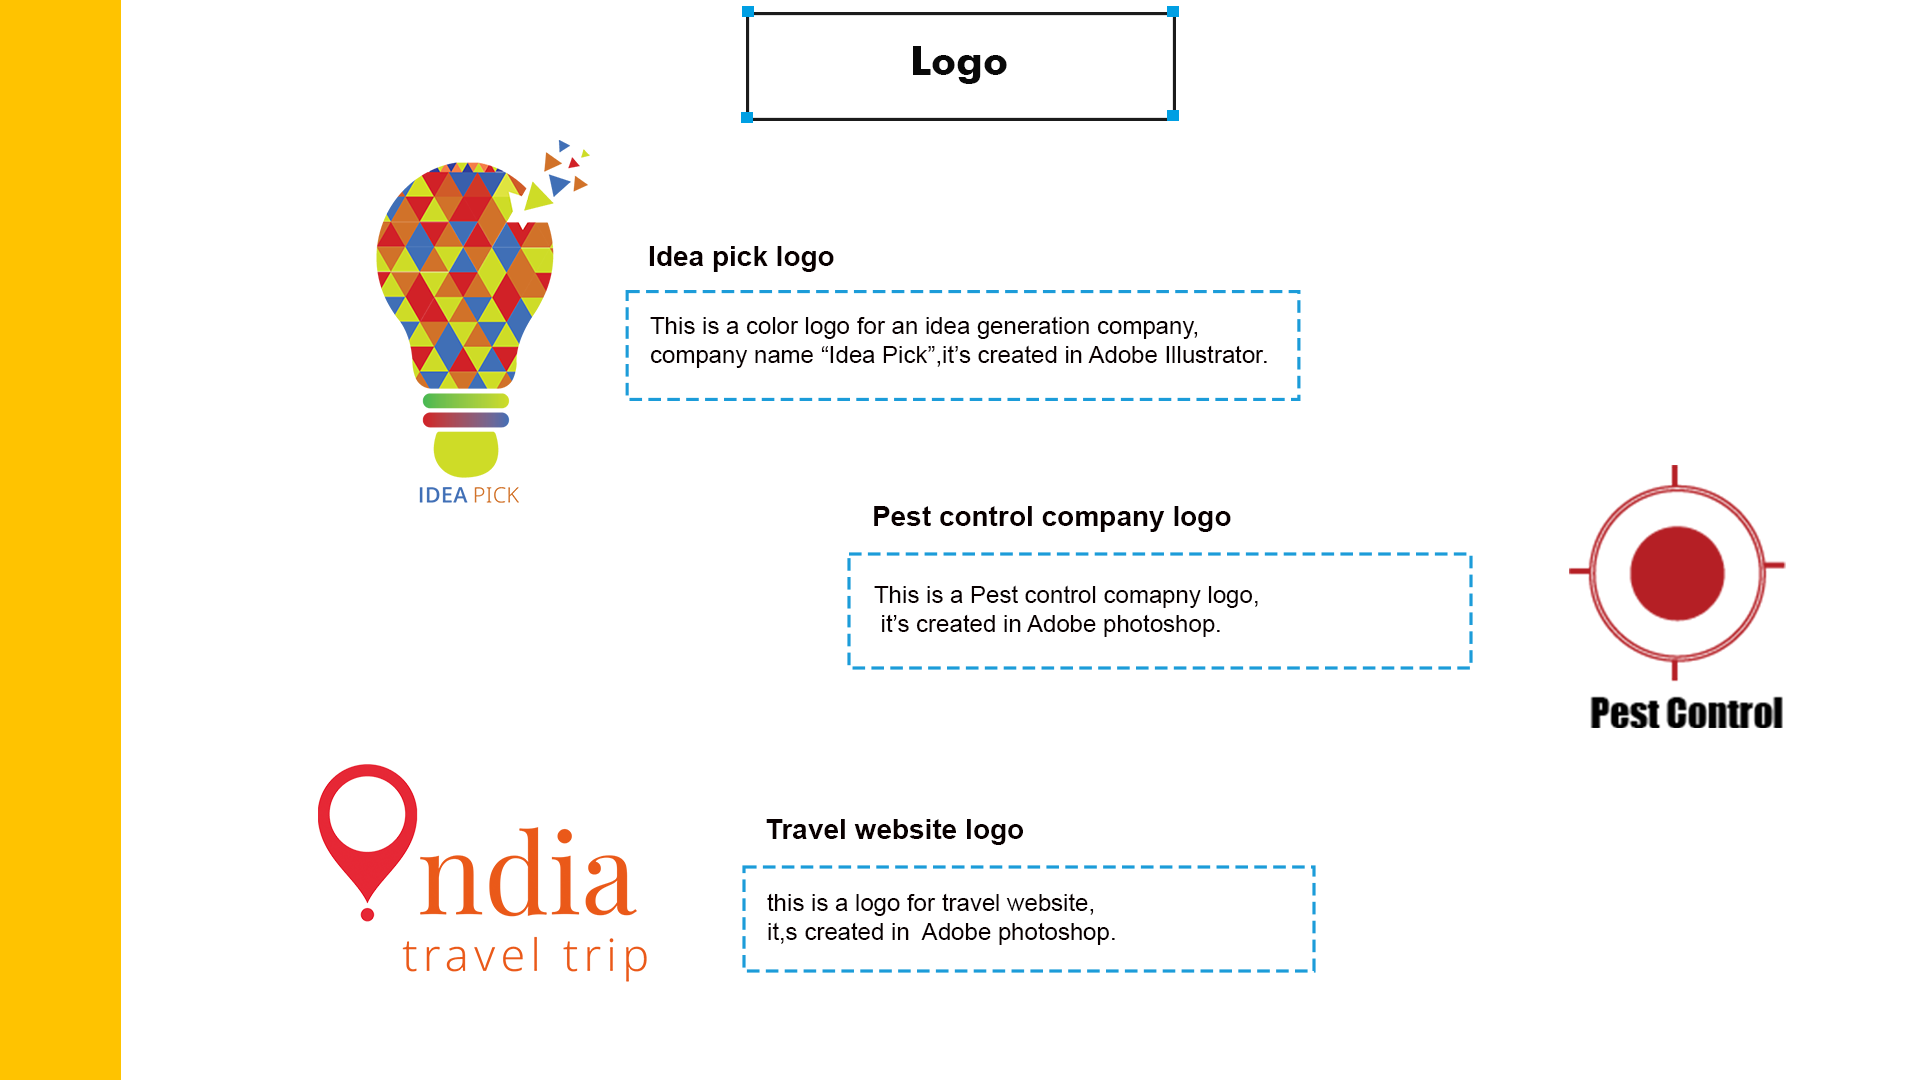 Logo
Idea pick logo
This is a color logo for an idea generation company,
company name “Idea Pick”,it’s created in Adobe Illustrator.
IDEA PICK
Pest control company logo
This is a Pest control comapny logo,
it’s created in Adobe photoshop.
Pest Control
Travel website logo
ndia
travel trip
this is a logo for travel website,
it,s created in  Adobe photoshop.